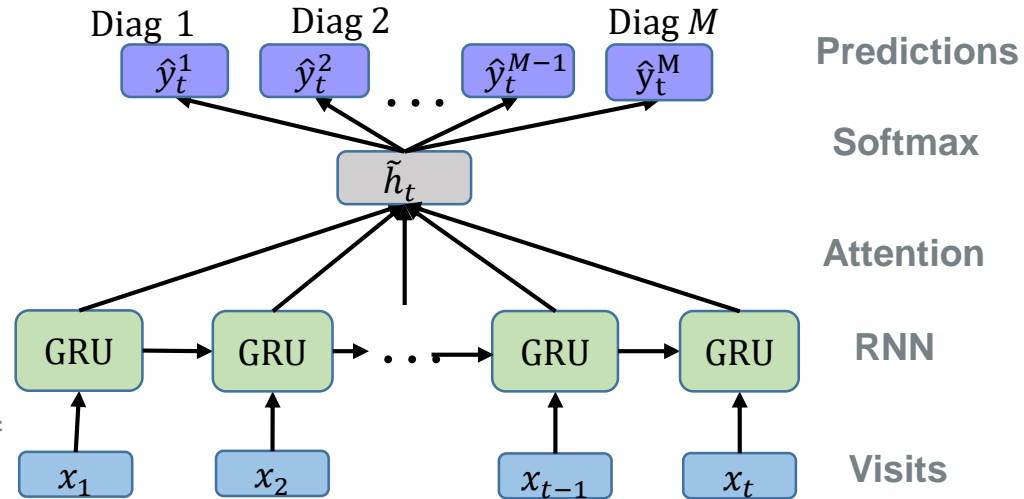 Diag 1 Diag 2 Diag M
ŷ_t^1 ŷ_t^2 ... ŷ_t^{M−1} ŷ_t^M Predictions
Softmax
h̃_t
Attention
GRU GRU ... GRU GRU RNN
x_1 x_2 x_{t−1} x_t Visits